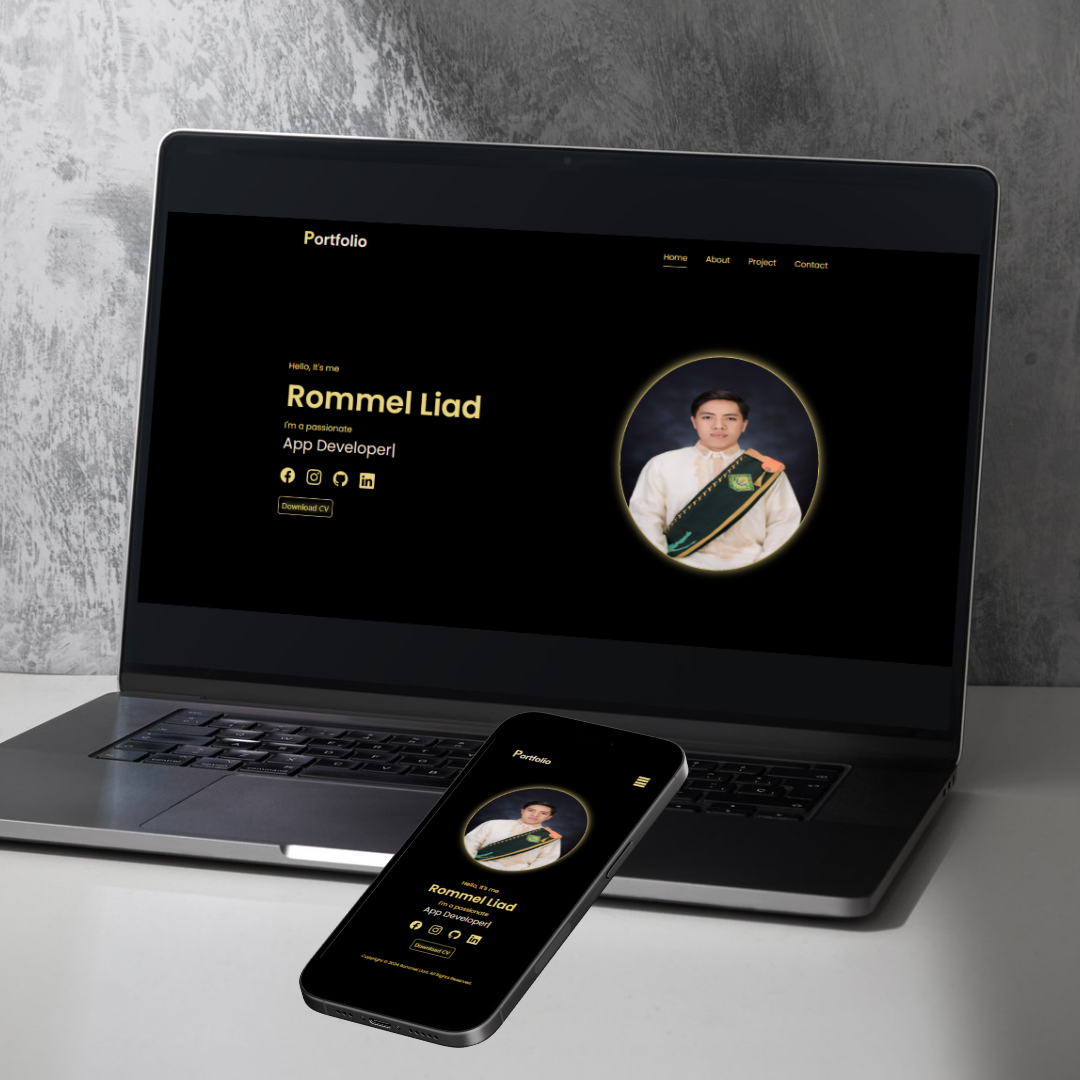 Portfolio
Home About Project Contact
Hello, It's me
Rommel Liad
I'm a passionate
App Developer|
Download CV
Portfolio
Hello, It's me
Rommel Liad
I'm a passionate
App Developer|
Download CV
Copyright © 2024 Rommel Liad. All Rights Reserved.